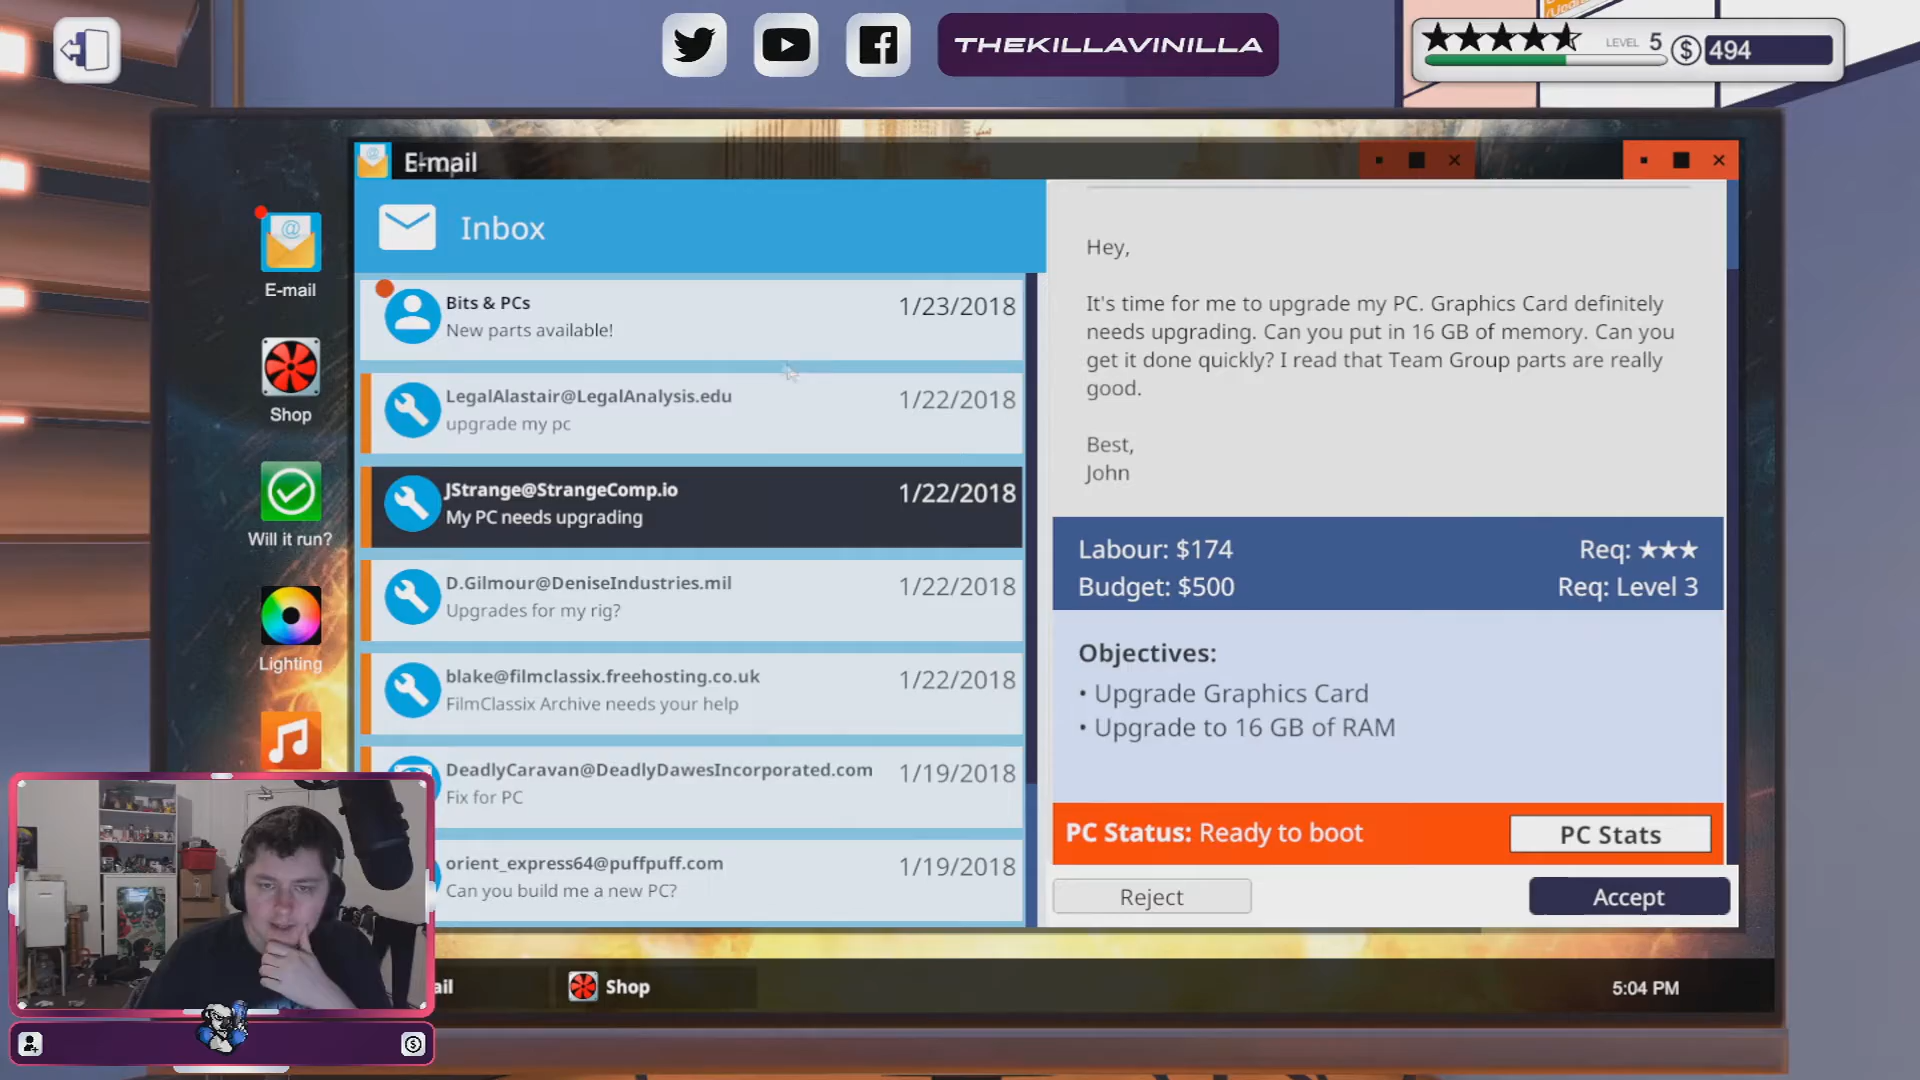 THEKILLAVINILLA
LEVEL 5
$ 494
E-mail
Inbox
E-mail
Shop
Will it run?
Lighting
Bits & PCs
New parts available!
1/23/2018
LegalAlastair@LegalAnalysis.edu
upgrade my pc
1/22/2018
JStrange@StrangeComp.io
My PC needs upgrading
1/22/2018
D.Gilmour@DeniseIndustries.mil
Upgrades for my rig?
1/22/2018
blake@filmclassix.freehosting.co.uk
FilmClassix Archive needs your help
1/22/2018
DeadlyCaravan@DeadlyDawesIncorporated.com
Fix for PC
1/19/2018
orient_express64@puffpuff.com
Can you build me a new PC?
1/19/2018
Hey,
It's time for me to upgrade my PC. Graphics Card definitely
needs upgrading. Can you put in 16 GB of memory. Can you
get it done quickly? I read that Team Group parts are really
good.
Best,
John
Labour: $174
Req: ★★★
Budget: $500
Req: Level 3
Objectives:
• Upgrade Graphics Card
• Upgrade to 16 GB of RAM
PC Status: Ready to boot
PC Stats
Reject
Accept
ail
Shop
5:04 PM